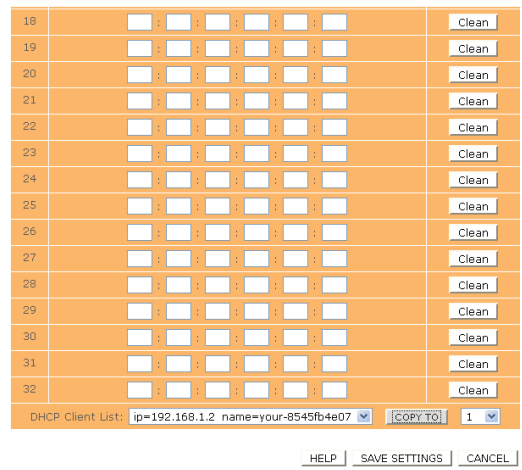 18 : : : : : Clean
19 : : : : : Clean
20 : : : : : Clean
21 : : : : : Clean
22 : : : : : Clean
23 : : : : : Clean
24 : : : : : Clean
25 : : : : : Clean
26 : : : : : Clean
27 : : : : : Clean
28 : : : : : Clean
29 : : : : : Clean
30 : : : : : Clean
31 : : : : : Clean
32 : : : : : Clean
DHCP Client List: ip=192.168.1.2 name=your-8545fb4e07 COPY TO 1
HELP SAVE SETTINGS CANCEL